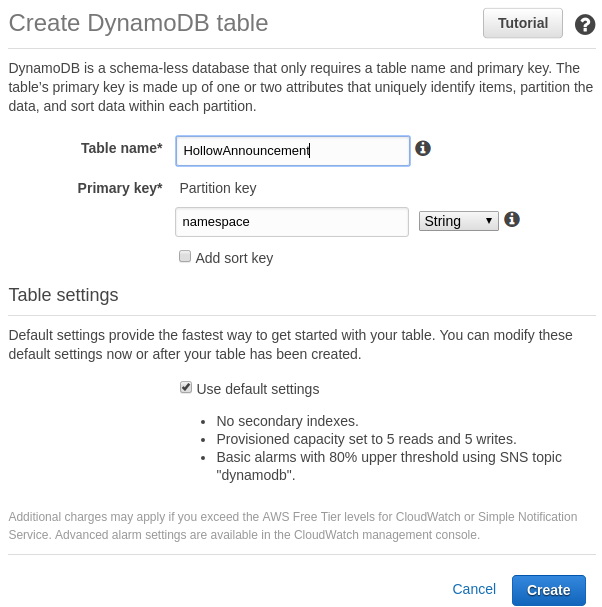 Create DynamoDB table
Tutorial
DynamoDB is a schema-less database that only requires a table name and primary key. The
table's primary key is made up of one or two attributes that uniquely identify items, partition the
data, and sort data within each partition.
Table name*
HollowAnnouncement
Primary key*
Partition key
namespace
String
Add sort key
Table settings
Default settings provide the fastest way to get started with your table. You can modify these
default settings now or after your table has been created.
Use default settings
• No secondary indexes.
• Provisioned capacity set to 5 reads and 5 writes.
• Basic alarms with 80% upper threshold using SNS topic
"dynamodb".
Additional charges may apply if you exceed the AWS Free Tier levels for CloudWatch or Simple Notification
Service. Advanced alarm settings are available in the CloudWatch management console.
Cancel
Create